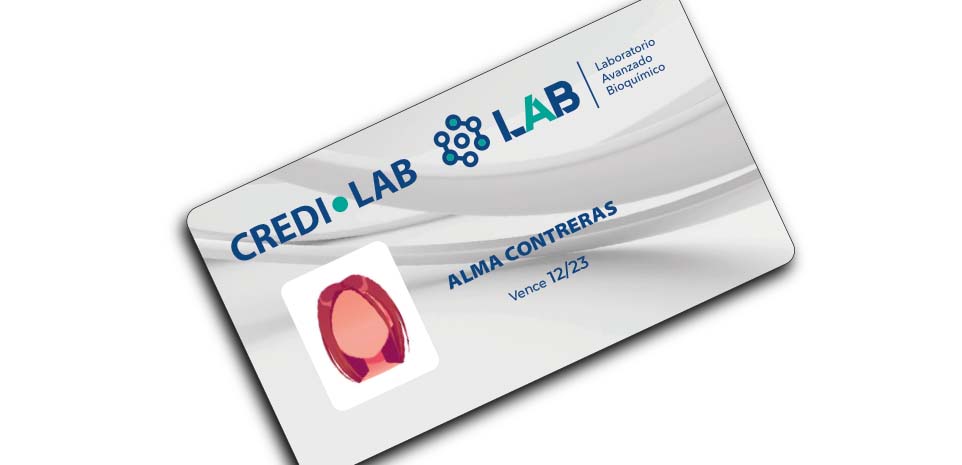 CREDI•LAB
LAB
Laboratorio
Avanzado
Bioquímico
ALMA CONTRERAS
Vence 12/23